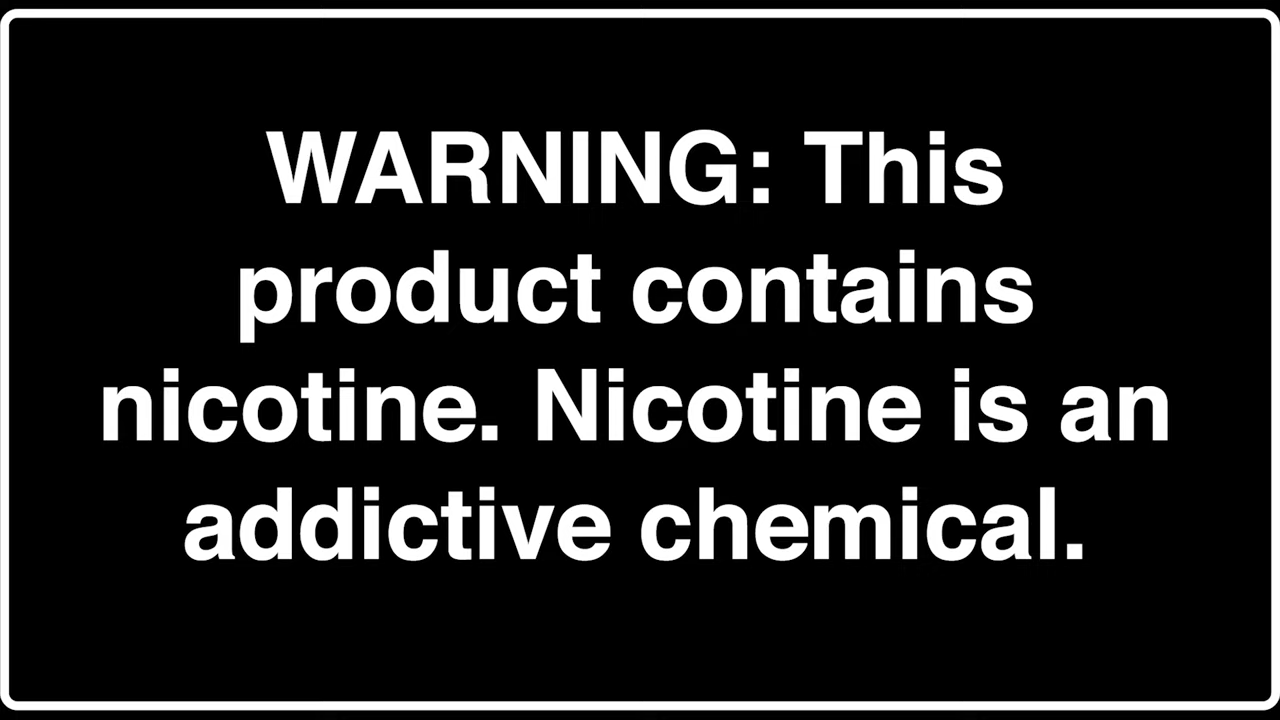 WARNING: This
product contains
nicotine. Nicotine is an
addictive chemical.